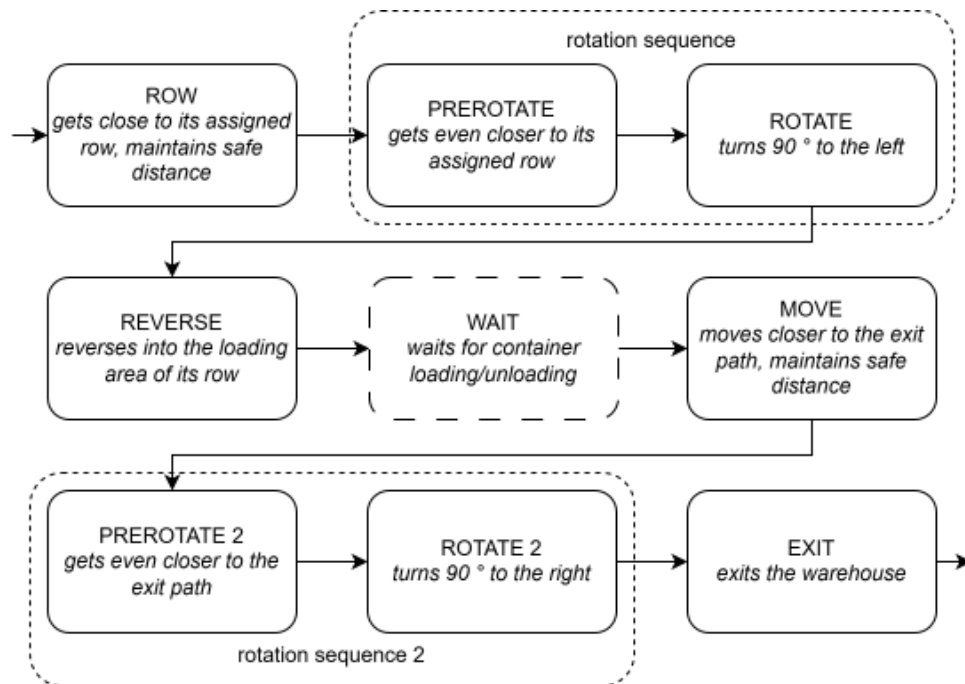 rotation sequence
ROW
gets close to its assigned
row, maintains safe
distance
PREROTATE
gets even closer to its
assigned row
ROTATE
turns 90 ° to the left
REVERSE
reverses into the loading
area of its row
WAIT
waits for container
loading/unloading
MOVE
moves closer to the exit
path, maintains safe
distance
PREROTATE 2
gets even closer to the
exit path
ROTATE 2
turns 90 ° to the right
EXIT
exits the warehouse
rotation sequence 2